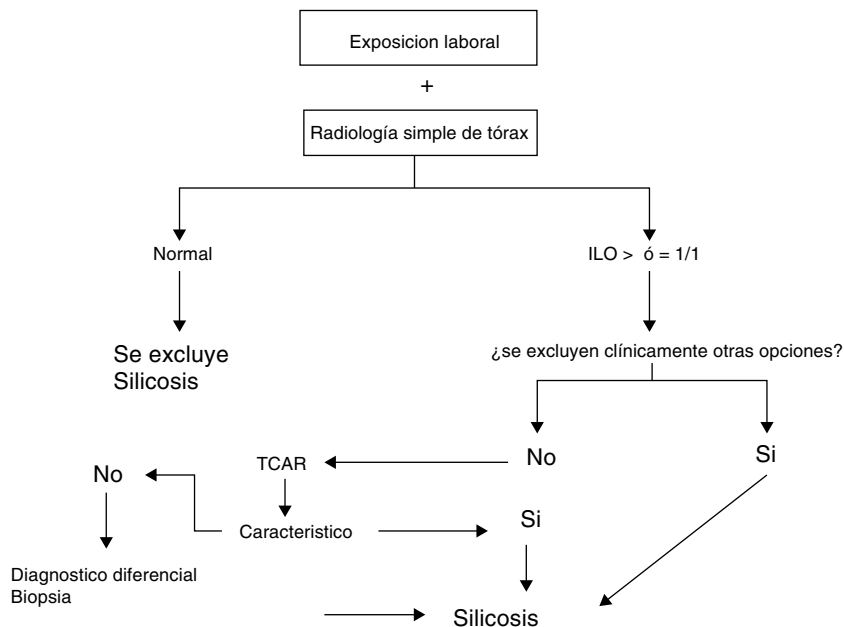 Exposicion laboral
+
Radiología simple de tórax
Normal
ILO > ó = 1/1
Se excluye
Silicosis
¿se excluyen clínicamente otras opciones?
No
TCAR
No
Si
Caracteristico
Si
Diagnostico diferencial
Biopsia
Silicosis